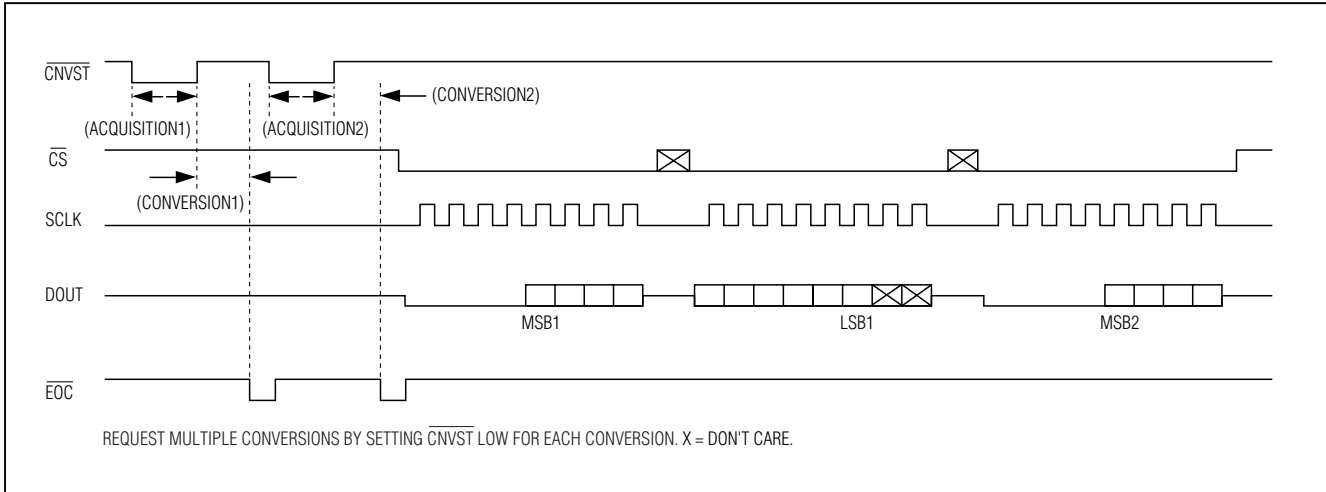 CNVST
(CONVERSION2)
(ACQUISITION1) (ACQUISITION2)
CS
(CONVERSION1)
SCLK
DOUT
MSB1 LSB1 MSB2
EOC
REQUEST MULTIPLE CONVERSIONS BY SETTING CNVST LOW FOR EACH CONVERSION. X = DON'T CARE.